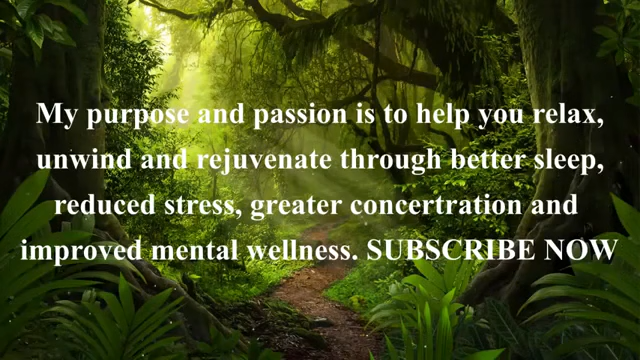 My purpose and passion is to help you relax,
unwind and rejuvenate through better sleep,
reduced stress, greater concertration and
improved mental wellness. SUBSCRIBE NOW